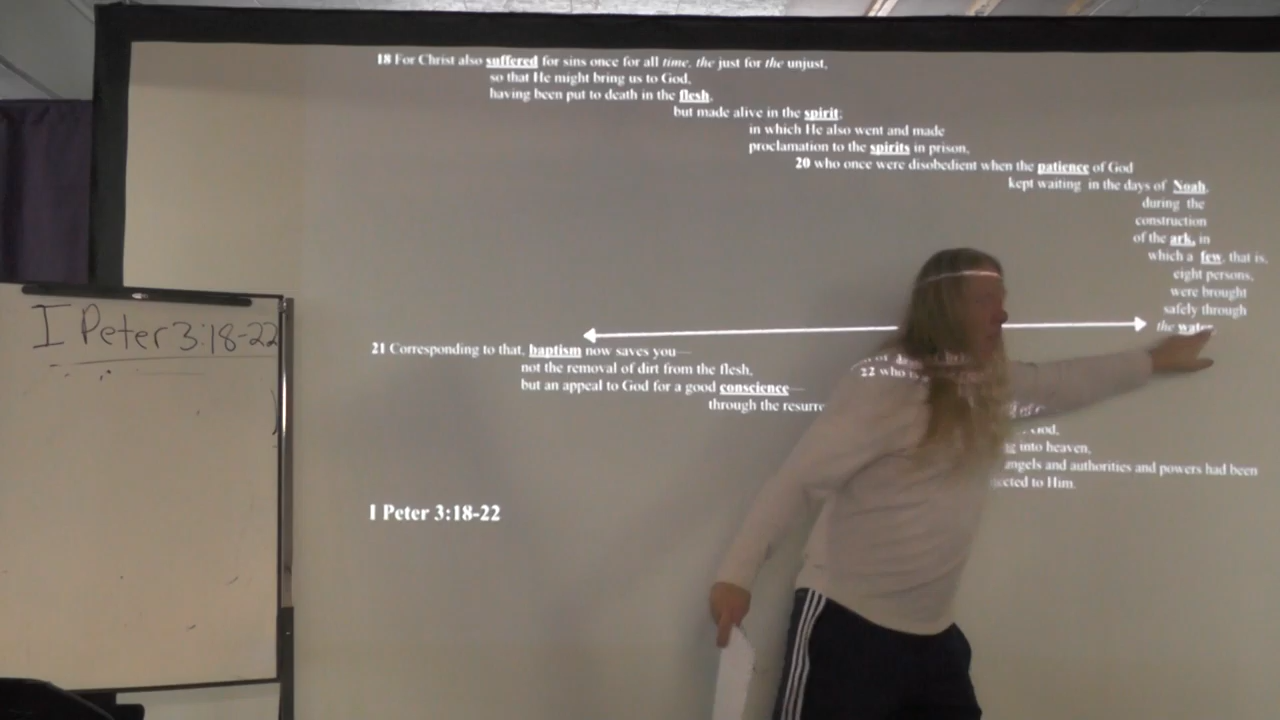 18 For Christ also suffered for sins once for all time, the just for the unjust,
so that He might bring us to God,
having been put to death in the flesh,
but made alive in the spirit;
in which He also went and made
proclamation to the spirits in prison,
20 who once were disobedient when the patience of God
kept waiting in the days of Noah,
during the
construction
of the ark, in
which a few, that is,
eight persons,
were brought
safely through
the water
I Peter 3:18-22
21 Corresponding to that, baptism now saves you—
not the removal of dirt from the flesh,
22 who
but an appeal to God for a good conscience—
through the
into heaven,
angels and authorities and powers had been
to Him.
I Peter 3:18-22